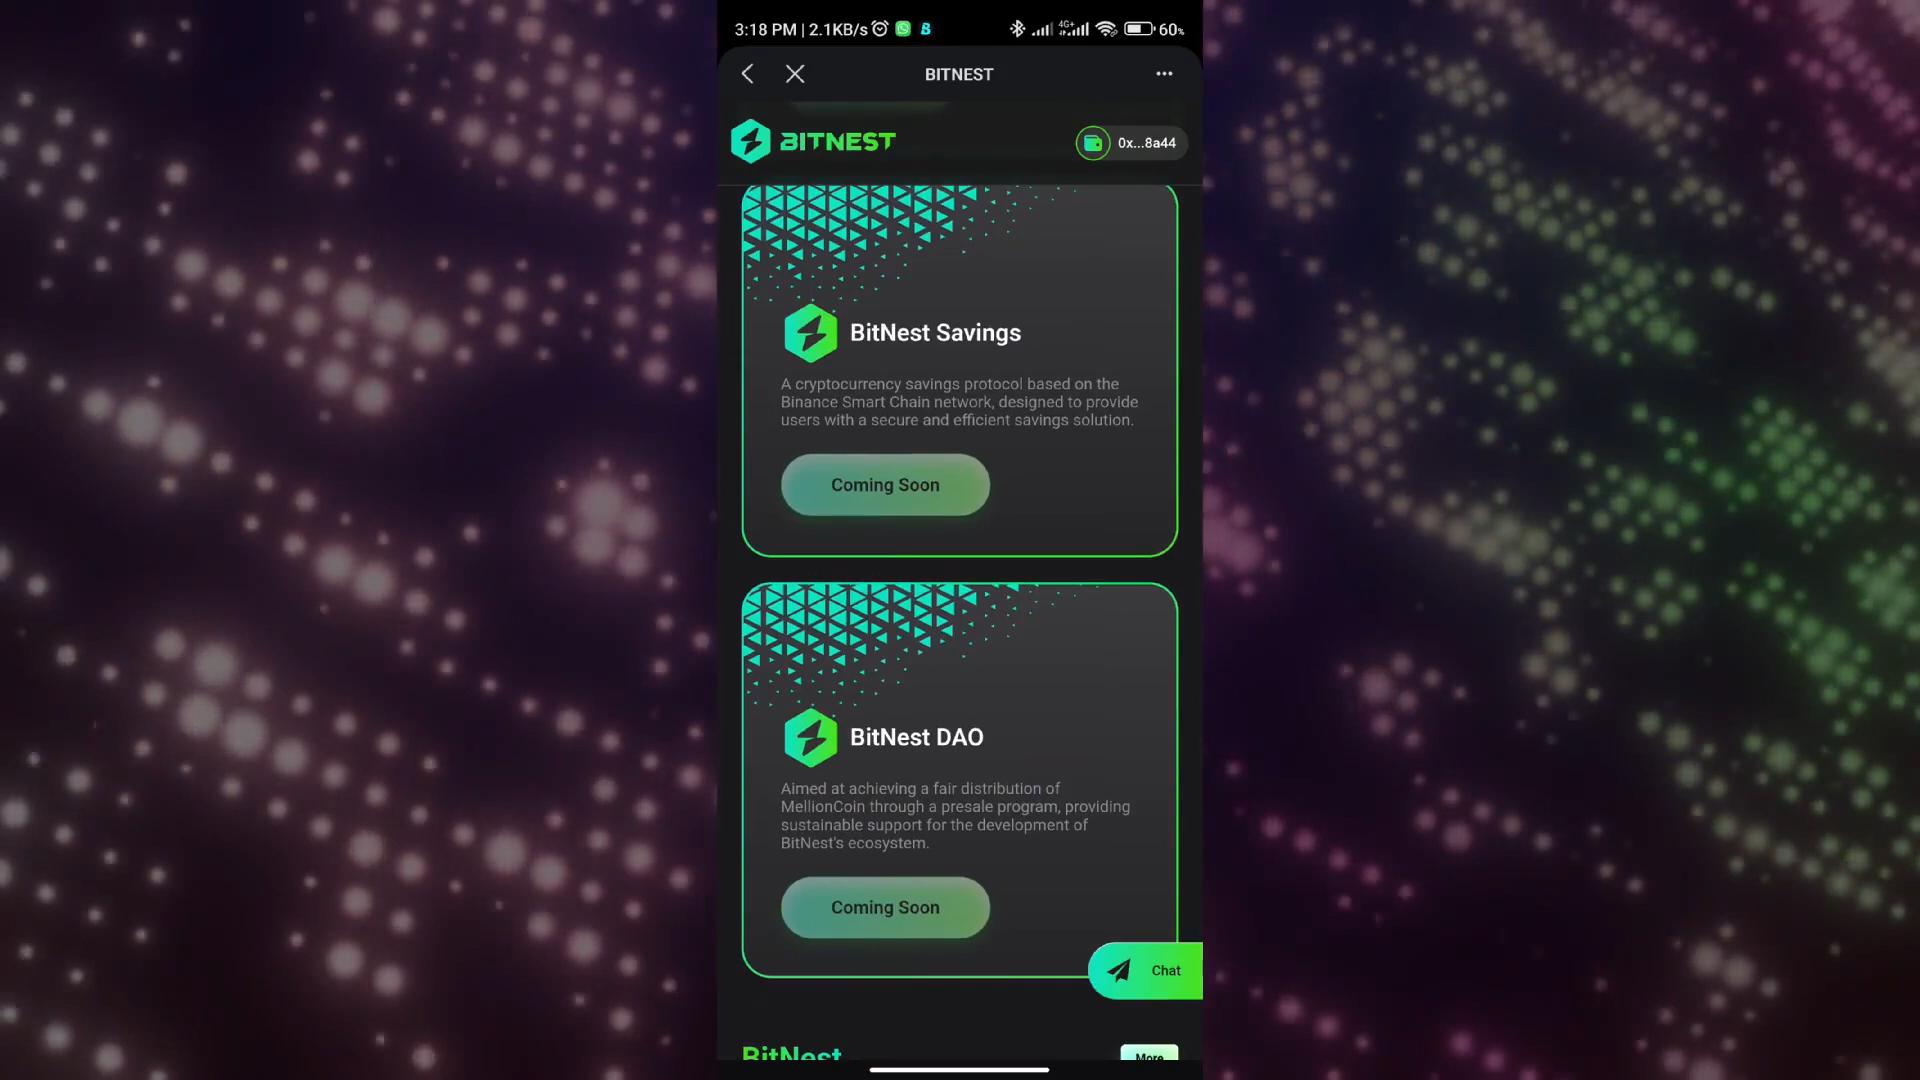 3:18 PM | 2.1KB/s
4G+
60%
BITNEST
BITNEST
0x...8a44
BitNest Savings
A cryptocurrency savings protocol based on the
Binance Smart Chain network, designed to provide
users with a secure and efficient savings solution.
Coming Soon
BitNest DAO
Aimed at achieving a fair distribution of
MellionCoin through a presale program, providing
sustainable support for the development of
BitNest's ecosystem.
Coming Soon
Chat
BitNest
More